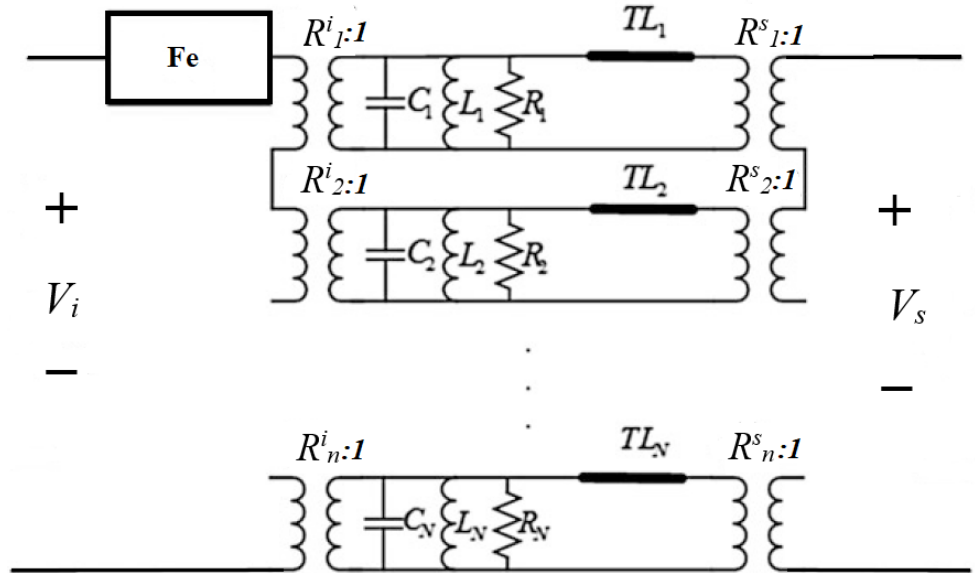 Fe R^i_1:1 TL_1 R^s_1:1
C_1 L_1 R_1
R^i_2:1 TL_2 R^s_2:1
+ +
C_2 L_2 R_2
V_i V_s
− −
. . .
R^i_n:1 TL_N R^s_n:1
C_N L_N R_N